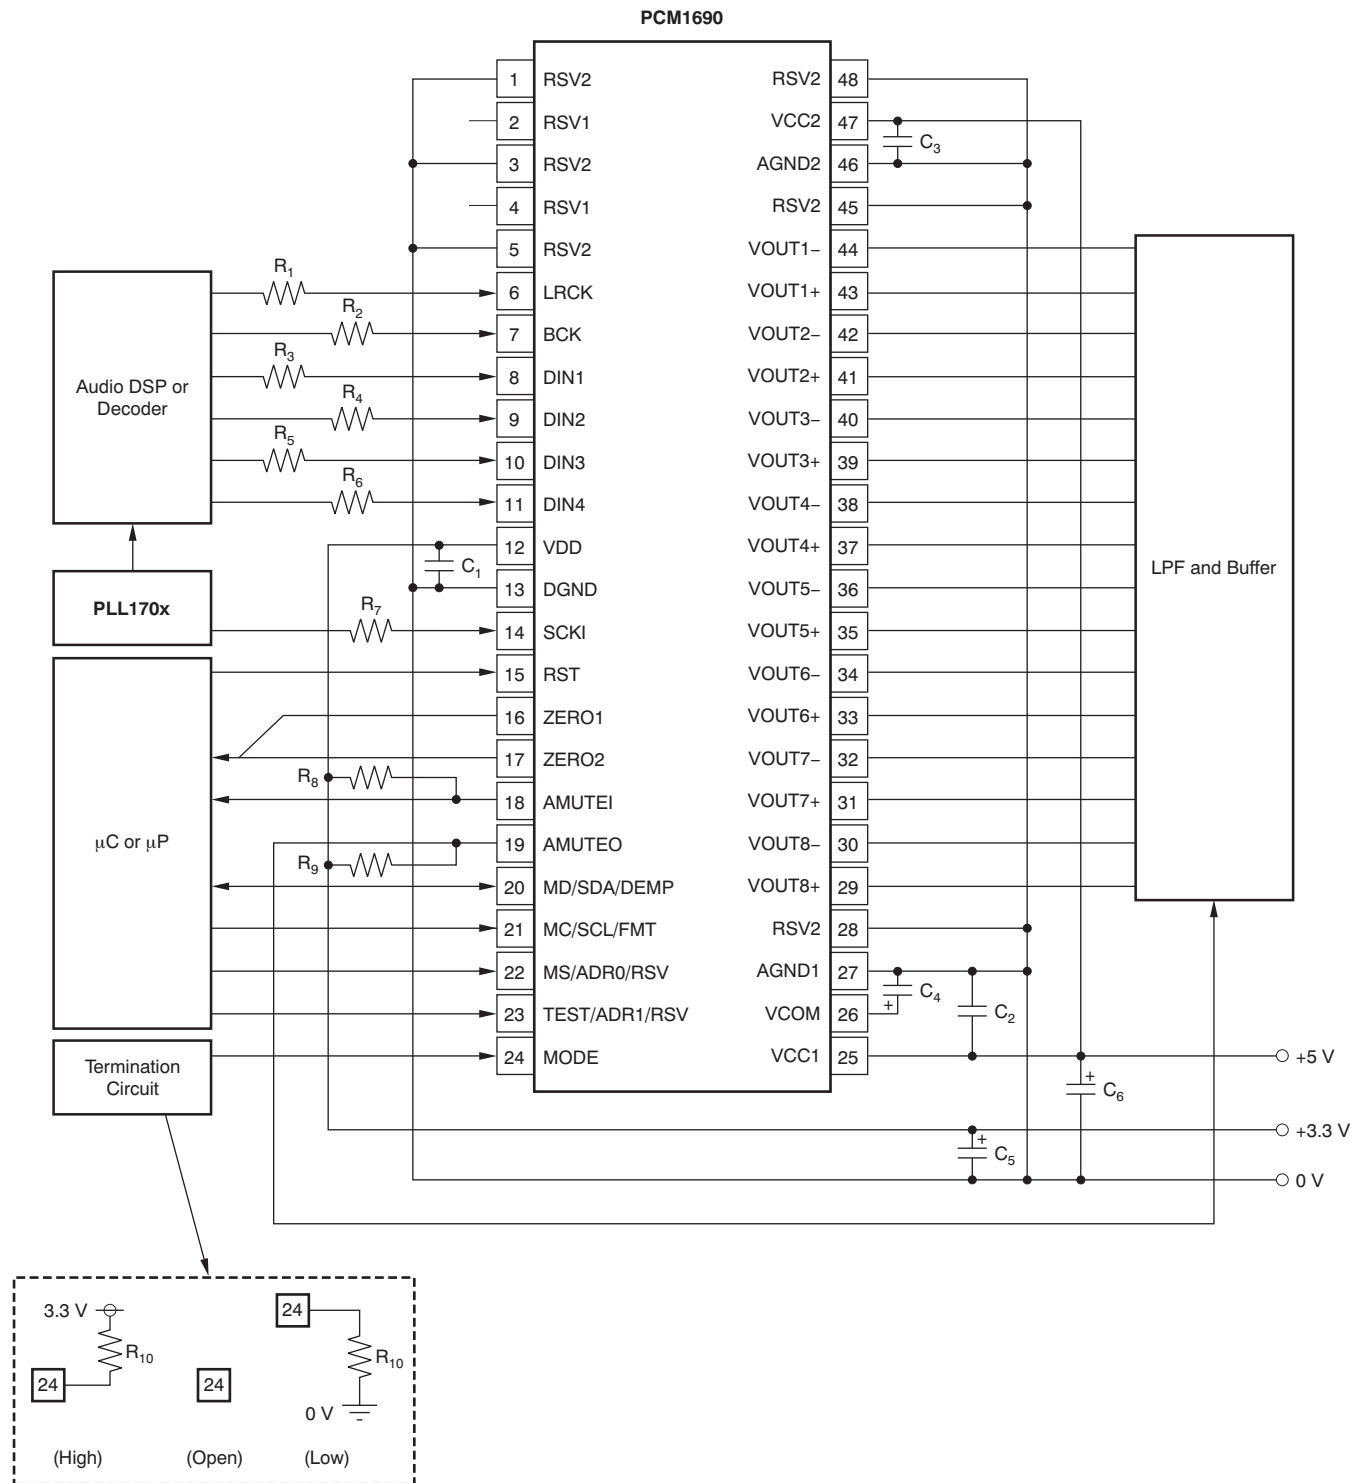 PCM1690
1 RSV2 RSV2 48
2 RSV1 VCC2 47
C3
3 RSV2 AGND2 46
4 RSV1 RSV2 45
5 RSV2 VOUT1− 44
R1
6 LRCK VOUT1+ 43
R2
7 BCK VOUT2− 42
R3
8 DIN1 VOUT2+ 41
Audio DSP or
Decoder
R4
9 DIN2 VOUT3− 40
R5
10 DIN3 VOUT3+ 39
R6
11 DIN4 VOUT4− 38
12 VDD VOUT4+ 37
C1
LPF and Buffer
13 DGND VOUT5− 36
PLL170x
R7
14 SCKI VOUT5+ 35
15 RST VOUT6− 34
16 ZERO1 VOUT6+ 33
17 ZERO2 VOUT7− 32
R8
18 AMUTEI VOUT7+ 31
μC or μP
19 AMUTEO VOUT8− 30
R9
20 MD/SDA/DEMP VOUT8+ 29
21 MC/SCL/FMT RSV2 28
22 MS/ADR0/RSV AGND1 27
C4
+
C2
23 TEST/ADR1/RSV VCOM 26
24 MODE VCC1 25
+5 V
Termination
Circuit
+
C6
+3.3 V
+
C5
0 V
3.3 V
24
R10
R10
24
24
0 V
(High) (Open) (Low)